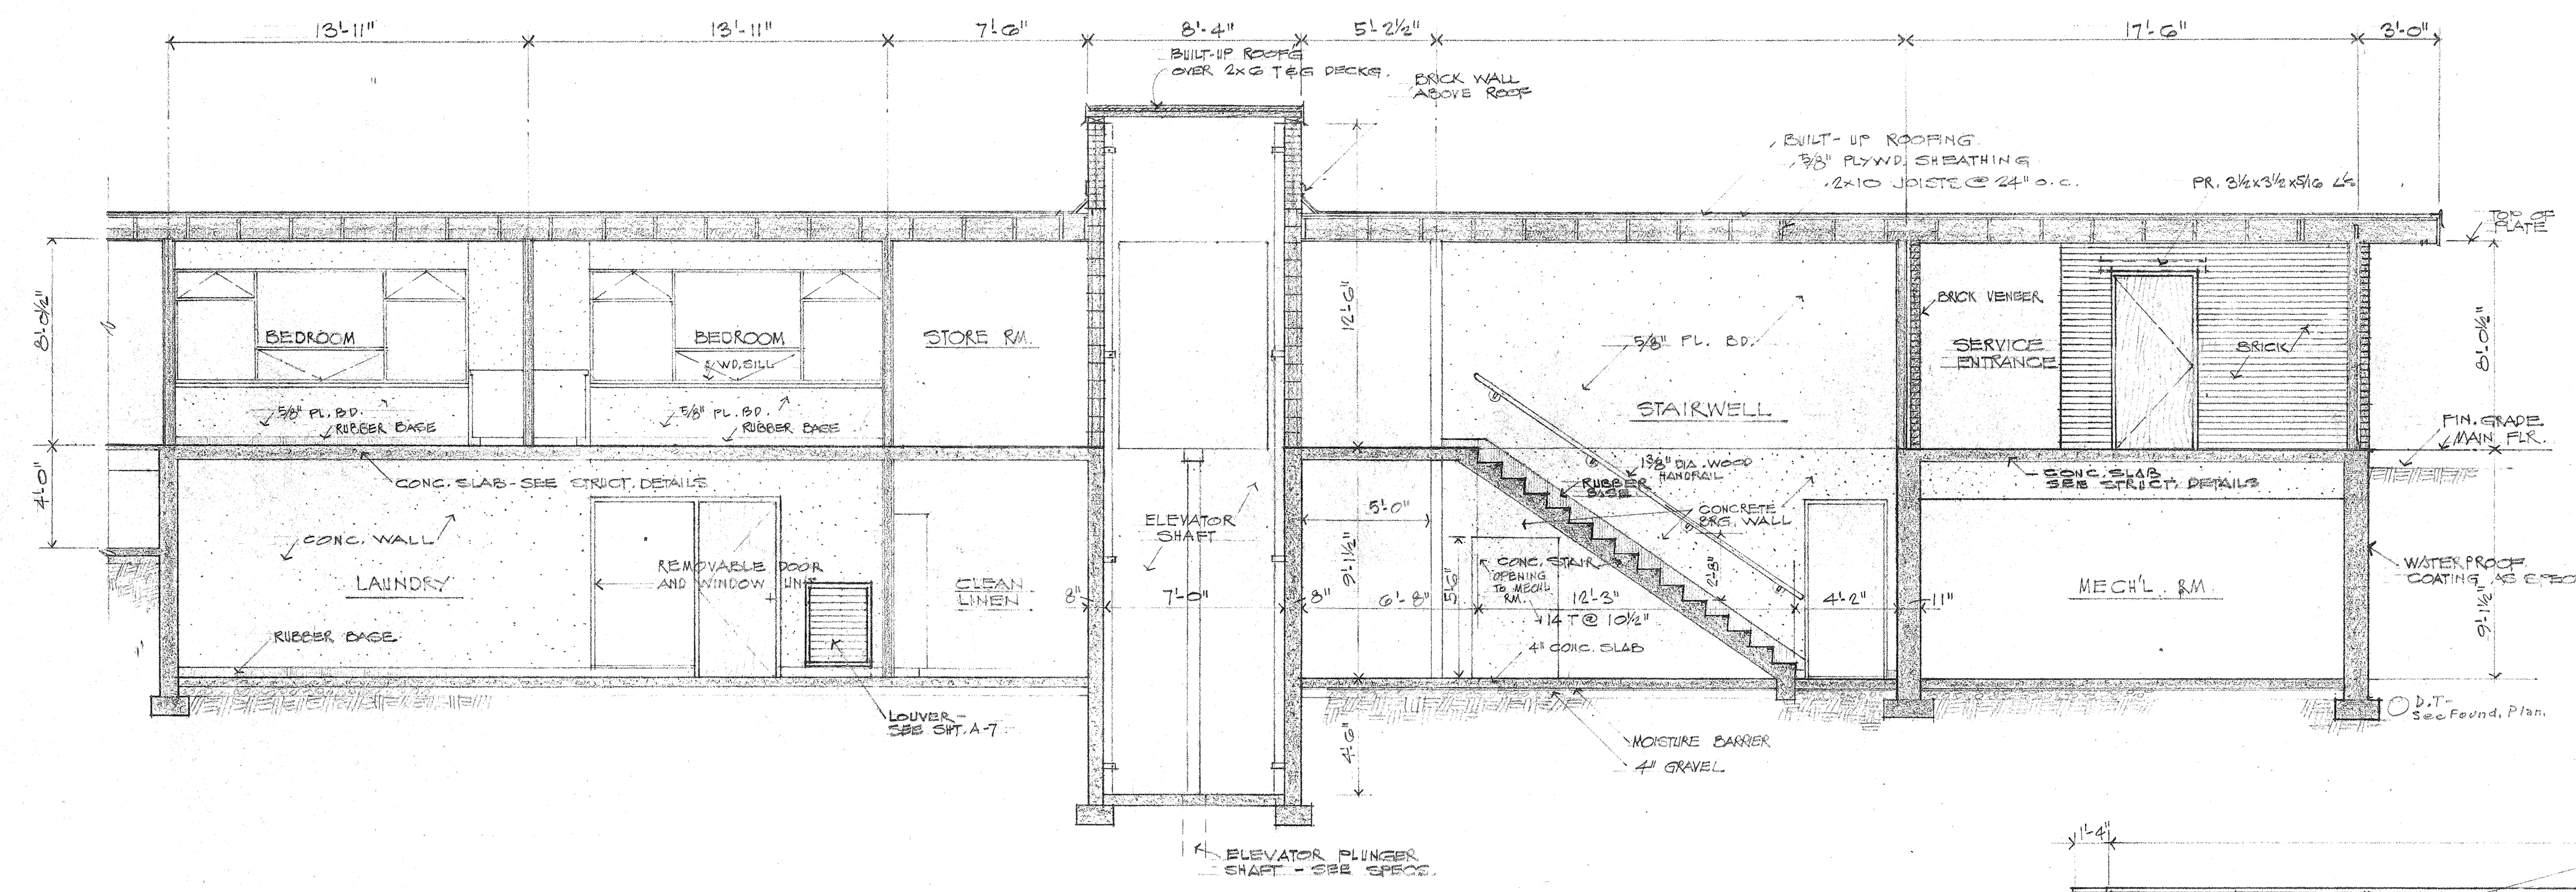 13'-11"
13'-11"
7'-6"
8'-4"
5'-2½"
17'-6"
3'-0"
BUILT-UP ROOF'G
OVER 2x6 T&G DECK'G.
BRICK WALL
ABOVE ROOF
BUILT-UP ROOFING
5/8" PLYWD. SHEATHING
2x10 JOISTS @ 24" O.C.
PR. 3½x3½x5/16 L's
TOP OF
PLATE
8'-0½"
BEDROOM
BEDROOM
WD. SILL
STORE RM.
12'-6"
5/8" PL. BD.
STAIRWELL
BRICK VENEER
SERVICE
ENTRANCE
BRICK
8'-0½"
5/8" PL. BD.
RUBBER BASE
5/8" PL. BD.
RUBBER BASE
FIN. GRADE
MAIN FLR.
4'-0"
CONC. SLAB - SEE STRUCT. DETAILS
1 3/8" DIA. WOOD
HANDRAIL
RUBBER
BASE
CONC. SLAB
SEE STRUCT. DETAILS
ELEVATOR
SHAFT
5'-0"
CONCRETE
BRG. WALL
CONC. WALL
LAUNDRY
REMOVABLE DOOR
AND WINDOW UNIT
CLEAN
LINEN
8"
7'-0"
8"
9'-1½"
6'-8"
5'-6"
CONC. STAIR
OPENING
TO MECH'L
RM.
12'-3"
14 T @ 10½"
2'-8"
4'-2"
11"
MECH'L. RM.
WATERPROOF
COATING AS SPEC
9'-1½"
RUBBER BASE
4" CONC. SLAB
LOUVER -
SEE SHT. A-7
4'-6"
MOISTURE BARRIER
4" GRAVEL
D.T-
See Found. Plan.
ELEVATOR PLUNGER
SHAFT - SEE SPECS.
1'-4"